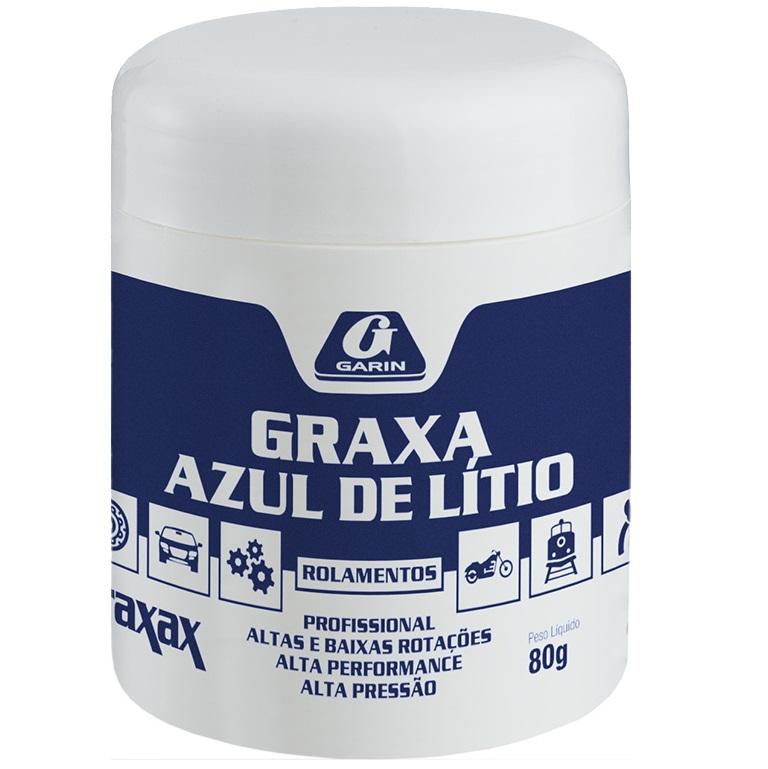 G
GARIN
GRAXA
AZUL DE LÍTIO
ROLAMENTOS
raxax
PROFISSIONAL
ALTAS E BAIXAS ROTAÇÕES
ALTA PERFORMANCE
ALTA PRESSÃO
Peso Líquido
80g